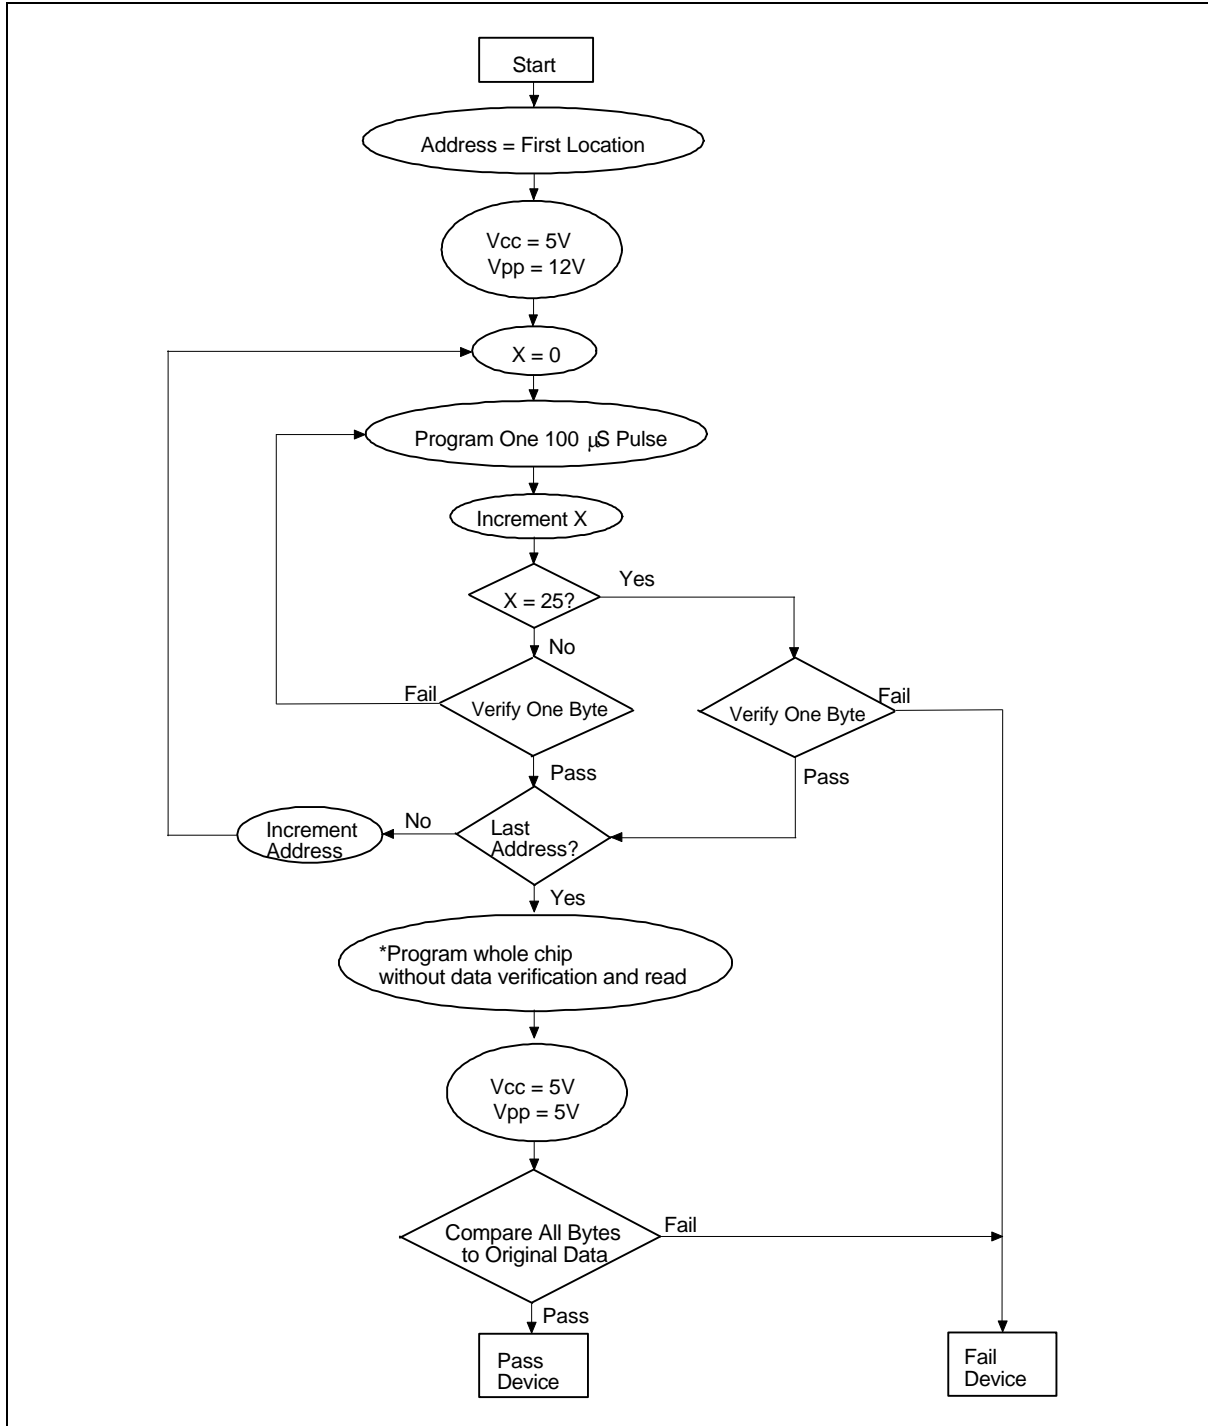 Start
Address = First Location
Vcc = 5V
Vpp = 12V
X = 0
Program One 100 μS Pulse
Increment X
X = 25?
Yes
No
Fail
Verify One Byte
Fail
Verify One Byte
Pass
Pass
Increment
Address
No
Last
Address?
Yes
*Program whole chip
without data verification and read
Vcc = 5V
Vpp = 5V
Compare All Bytes
to Original Data
Fail
Pass
Pass
Device
Fail
Device